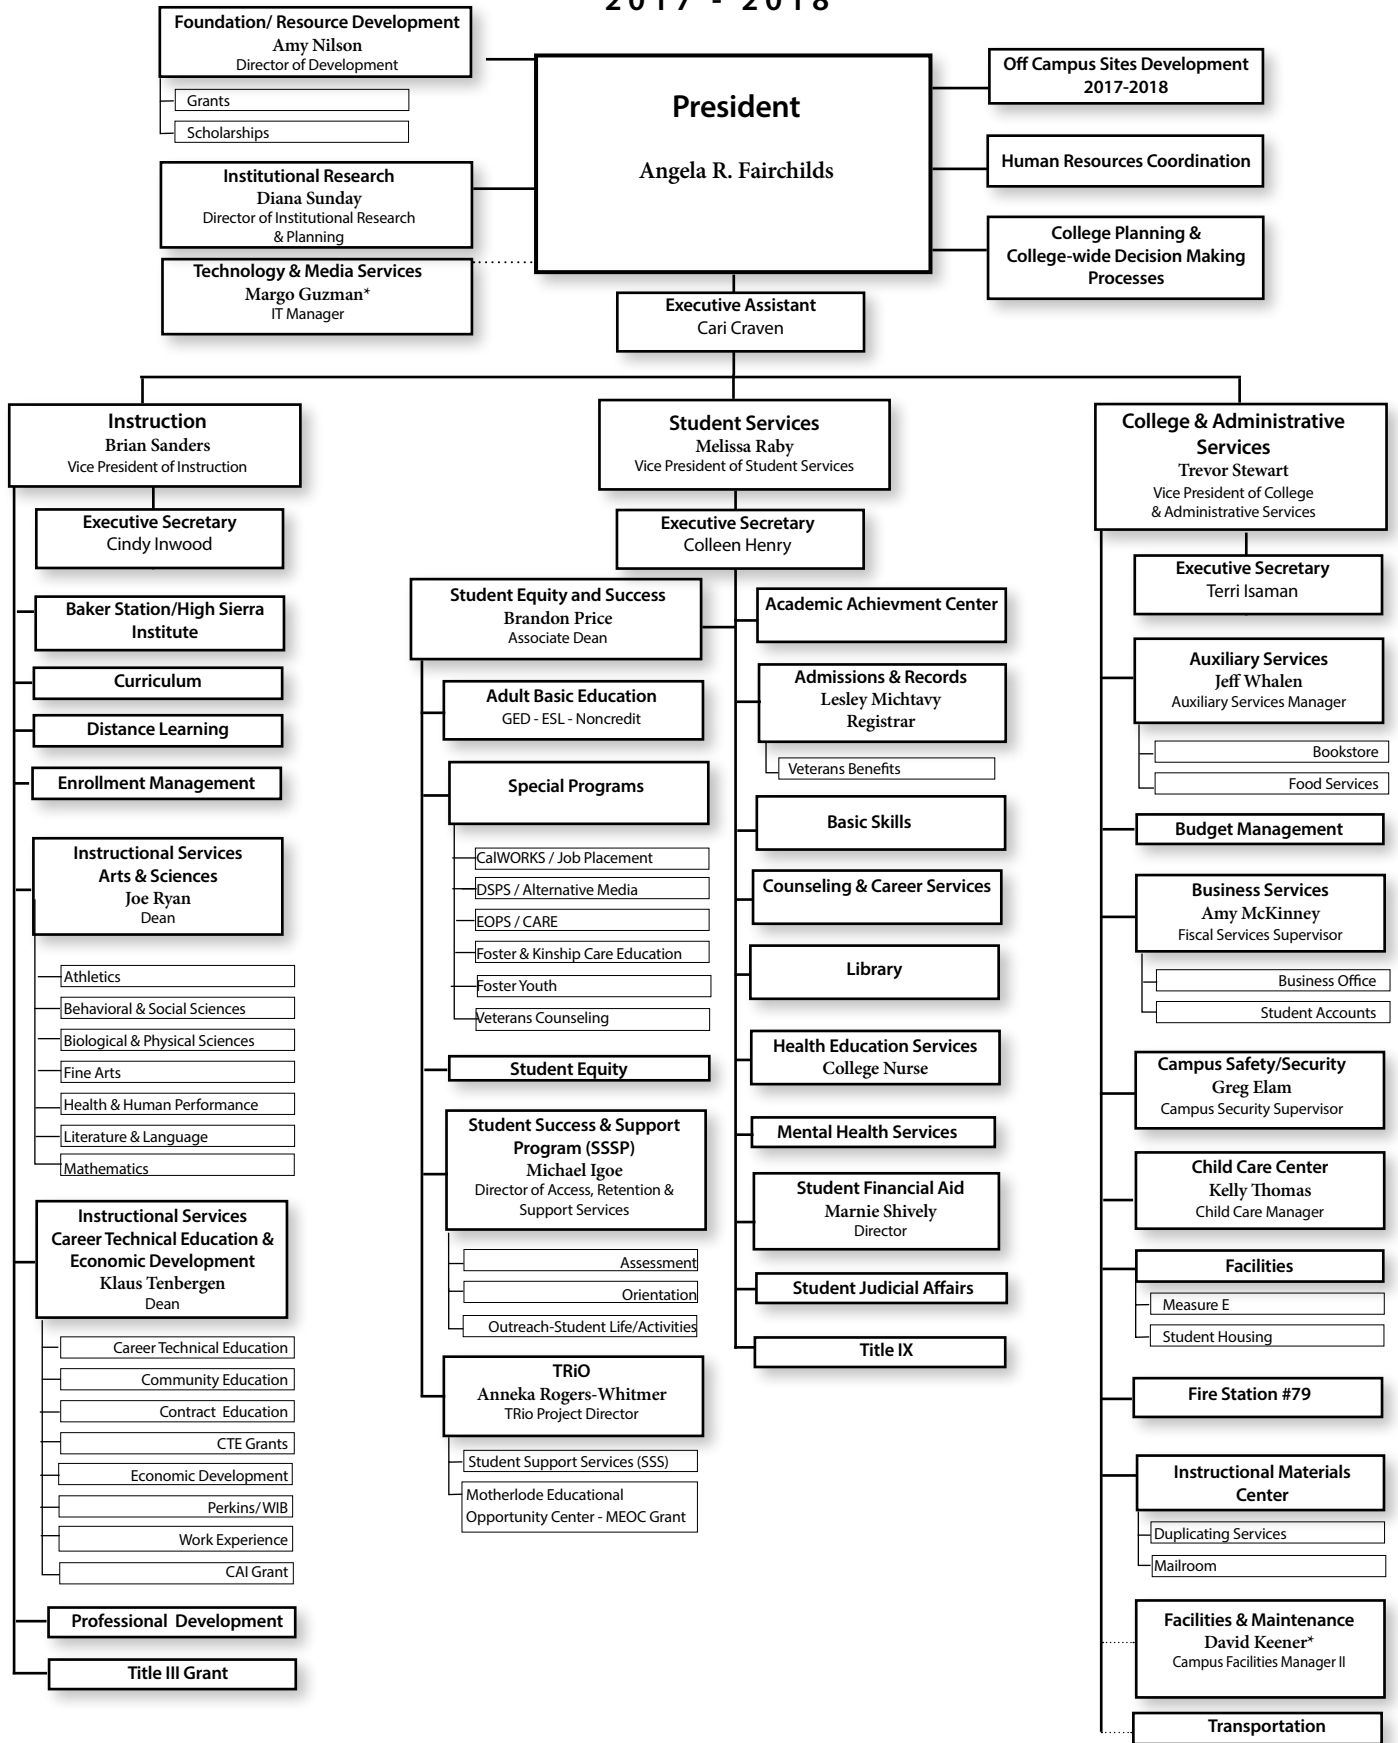 2017 - 2018
Foundation/ Resource Development
Amy Nilson
Director of Development
Grants
Scholarships
Institutional Research
Diana Sunday
Director of Institutional Research
& Planning
Technology & Media Services
Margo Guzman*
IT Manager
President
Angela R. Fairchilds
Off Campus Sites Development
2017-2018
Human Resources Coordination
College Planning &
College-wide Decision Making
Processes
Executive Assistant
Cari Craven
Instruction
Brian Sanders
Vice President of Instruction
Executive Secretary
Cindy Inwood
Baker Station/High Sierra
Institute
Curriculum
Distance Learning
Enrollment Management
Instructional Services
Arts & Sciences
Joe Ryan
Dean
Athletics
Behavioral & Social Sciences
Biological & Physical Sciences
Fine Arts
Health & Human Performance
Literature & Language
Mathematics
Instructional Services
Career Technical Education &
Economic Development
Klaus Tenbergen
Dean
Career Technical Education
Community Education
Contract Education
CTE Grants
Economic Development
Perkins/WIB
Work Experience
CAI Grant
Professional Development
Title III Grant
Student Services
Melissa Raby
Vice President of Student Services
Executive Secretary
Colleen Henry
Student Equity and Success
Brandon Price
Associate Dean
Adult Basic Education
GED - ESL - Noncredit
Special Programs
CalWORKS / Job Placement
DSPS / Alternative Media
EOPS / CARE
Foster & Kinship Care Education
Foster Youth
Veterans Counseling
Student Equity
Student Success & Support
Program (SSSP)
Michael Igoe
Director of Access, Retention &
Support Services
Assessment
Orientation
Outreach-Student Life/Activities
TRiO
Anneka Rogers-Whitmer
TRio Project Director
Student Support Services (SSS)
Motherlode Educational
Opportunity Center - MEOC Grant
Academic Achievment Center
Admissions & Records
Lesley Michtavy
Registrar
Veterans Benefits
Basic Skills
Counseling & Career Services
Library
Health Education Services
College Nurse
Mental Health Services
Student Financial Aid
Marnie Shively
Director
Student Judicial Affairs
Title IX
College & Administrative
Services
Trevor Stewart
Vice President of College
& Administrative Services
Executive Secretary
Terri Isaman
Auxiliary Services
Jeff Whalen
Auxiliary Services Manager
Bookstore
Food Services
Budget Management
Business Services
Amy McKinney
Fiscal Services Supervisor
Business Office
Student Accounts
Campus Safety/Security
Greg Elam
Campus Security Supervisor
Child Care Center
Kelly Thomas
Child Care Manager
Facilities
Measure E
Student Housing
Fire Station #79
Instructional Materials
Center
Duplicating Services
Mailroom
Facilities & Maintenance
David Keener*
Campus Facilities Manager II
Transportation